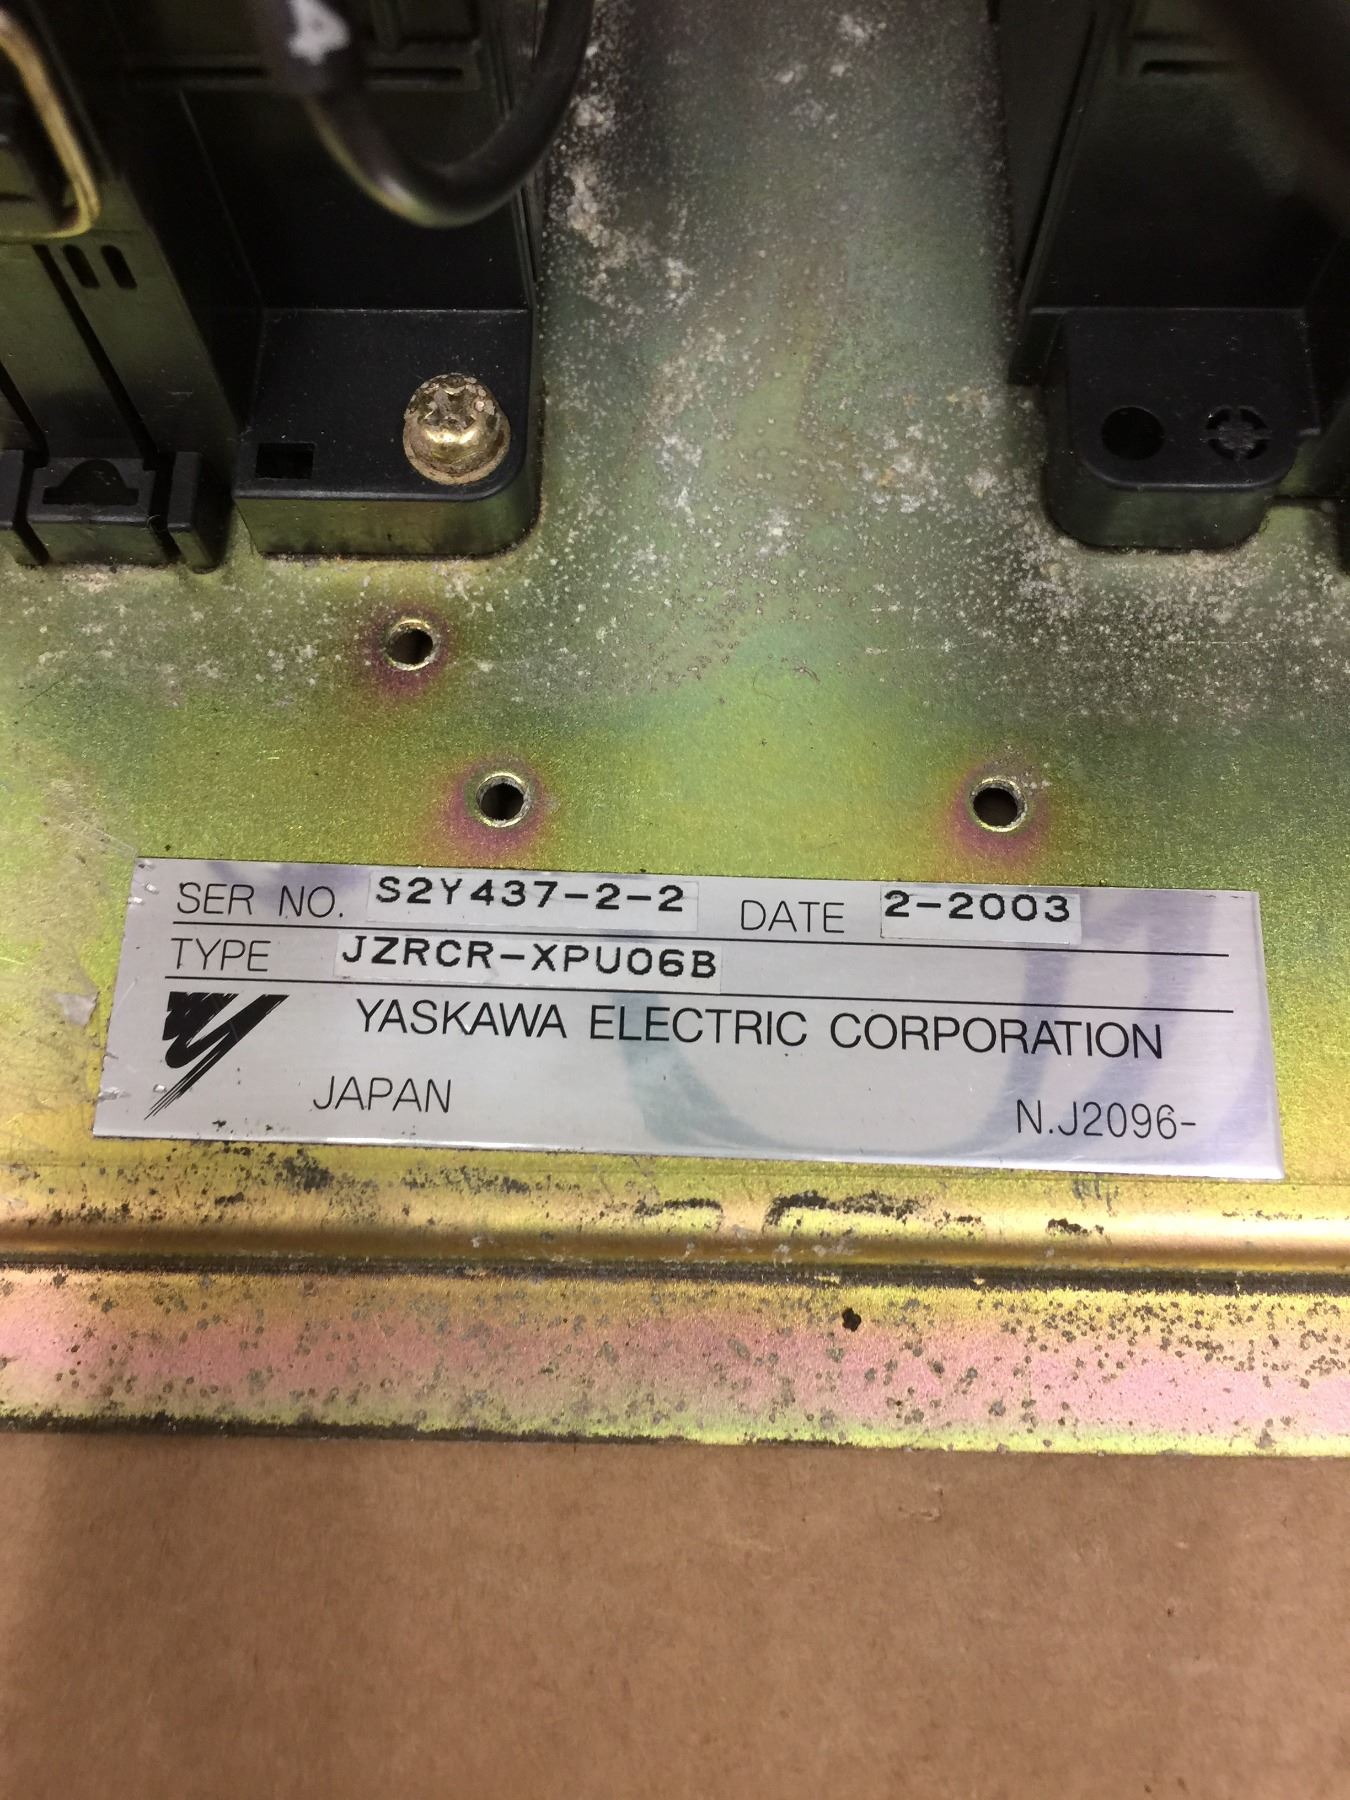 SER NO. S2Y437-2-2 DATE 2-2003
TYPE JZRCR-XPU06B
YASKAWA ELECTRIC CORPORATION
JAPAN N.J2096-